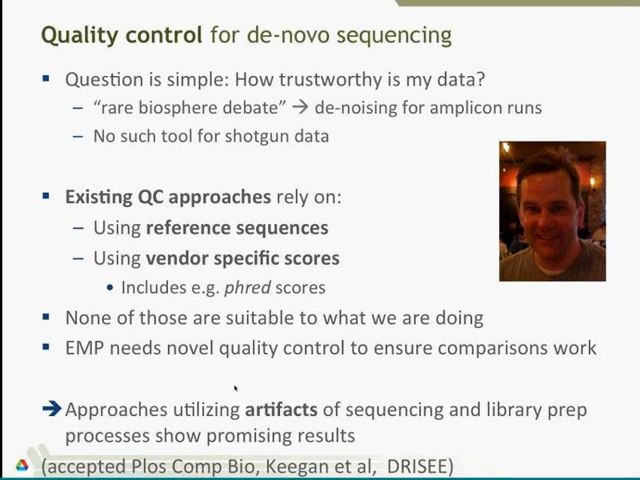 Quality control for de-novo sequencing
▪ Question is simple: How trustworthy is my data?
– “rare biosphere debate” → de-noising for amplicon runs
– No such tool for shotgun data
▪ Existing QC approaches rely on:
– Using reference sequences
– Using vendor specific scores
• Includes e.g. phred scores
▪ None of those are suitable to what we are doing
▪ EMP needs novel quality control to ensure comparisons work
➔ Approaches utilizing artifacts of sequencing and library prep
processes show promising results
(accepted Plos Comp Bio, Keegan et al, DRISEE)